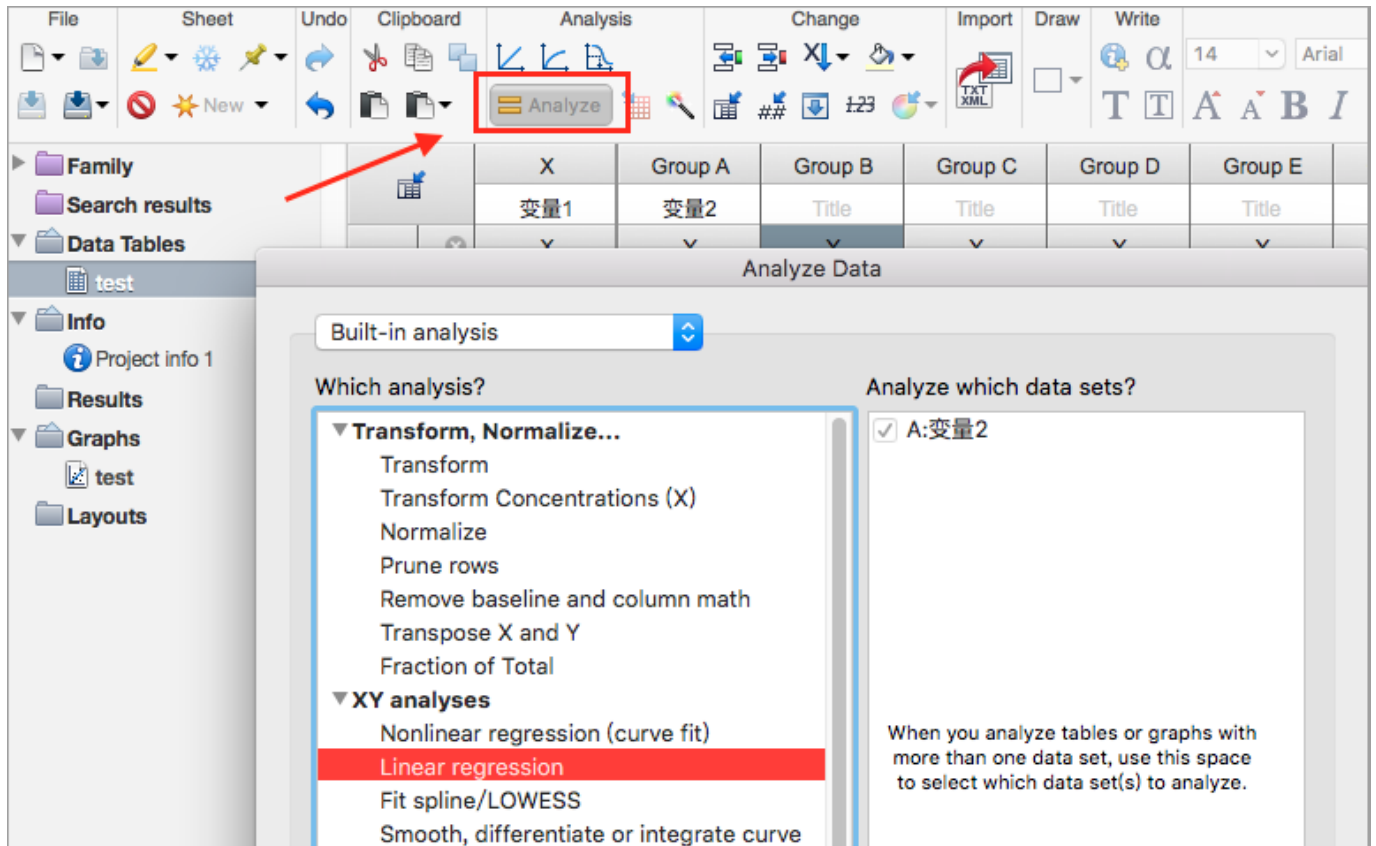 File Sheet Undo Clipboard Analysis Change Import Draw Write
α 14 Arial
New Analyze ## 123 TXT XML T T A A B I
Family
Search results
Data Tables
test
Info
Project info 1
Results
Graphs
test
Layouts
X Group A Group B Group C Group D Group E
变量1 变量2 Title Title Title Title
X Y Y Y Y Y
Analyze Data
Built-in analysis
Which analysis?
Transform, Normalize...
Transform
Transform Concentrations (X)
Normalize
Prune rows
Remove baseline and column math
Transpose X and Y
Fraction of Total
XY analyses
Nonlinear regression (curve fit)
Linear regression
Fit spline/LOWESS
Smooth, differentiate or integrate curve
Analyze which data sets?
A:变量2
When you analyze tables or graphs with
more than one data set, use this space
to select which data set(s) to analyze.